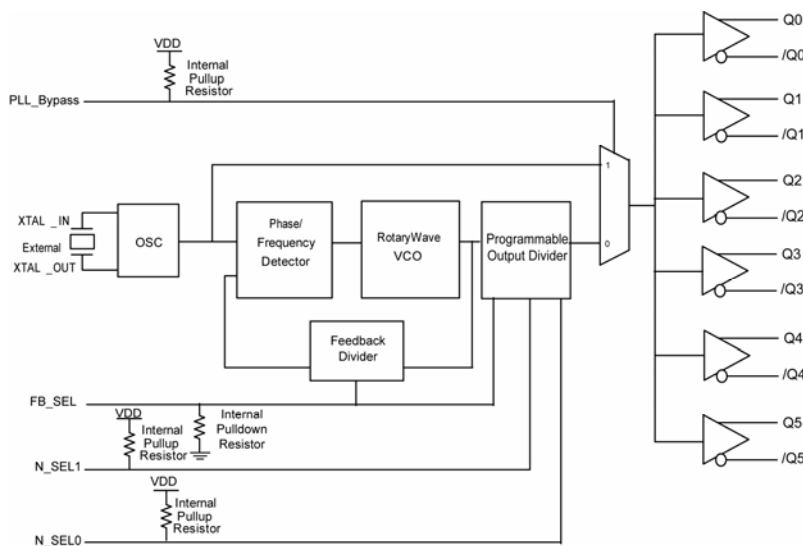 VDD
Internal
Pullup
Resistor
PLL_Bypass
1
0
XTAL _IN
External
XTAL _OUT
OSC
Phase/
Frequency
Detector
RotaryWave
VCO
Programmable
Output Divider
Feedback
Divider
FB_SEL
VDD
Internal
Pullup
Resistor
Internal
Pulldown
Resistor
N_SEL1
VDD
Internal
Pullup
Resistor
N_SEL0
Q0
/Q0
Q1
/Q1
Q2
/Q2
Q3
/Q3
Q4
/Q4
Q5
/Q5